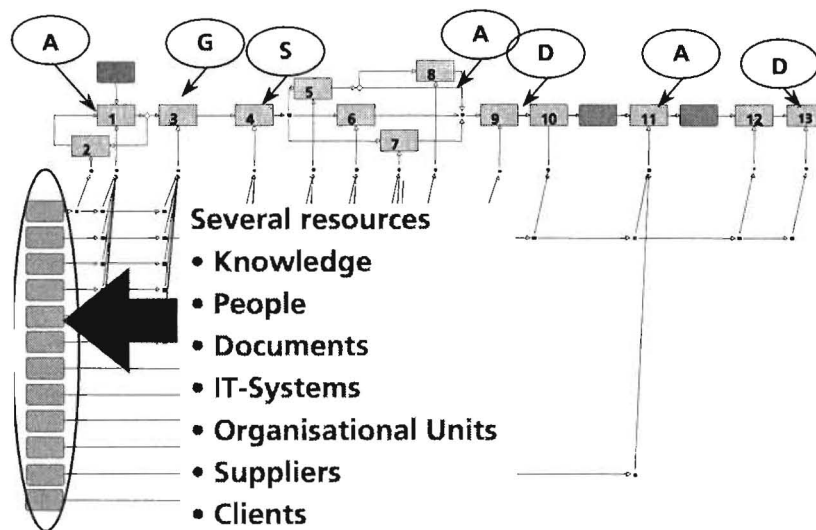 A
G
S
A
D
A
D
8
5
1
3
4
6
9
10
11
12
13
2
7
Several resources
• Knowledge
• People
• Documents
• IT-Systems
• Organisational Units
• Suppliers
• Clients